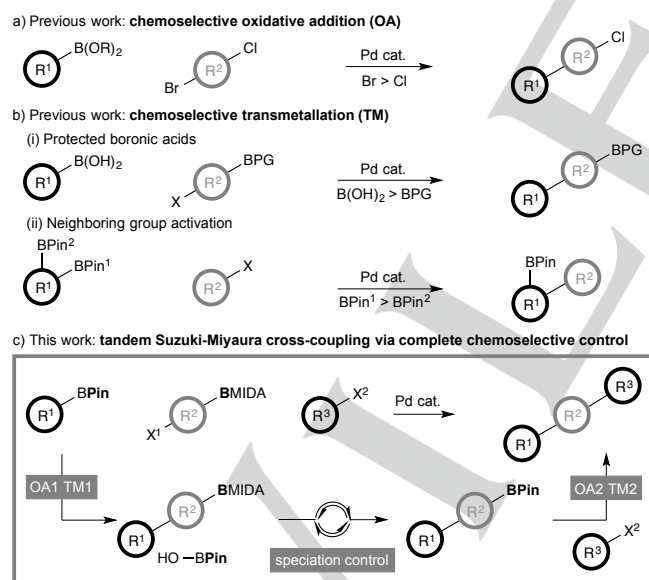 a) Previous work: chemoselective oxidative addition (OA)
R¹ B(OR)₂ Br R² Cl Pd cat. Br > Cl R¹ R² Cl
b) Previous work: chemoselective transmetallation (TM)
(i) Protected boronic acids
R¹ B(OH)₂ X R² BPG Pd cat. B(OH)₂ > BPG R¹ R² BPG
(ii) Neighboring group activation
BPin² BPin¹ R¹ R² X Pd cat. BPin¹ > BPin² BPin R¹ R²
c) This work: tandem Suzuki-Miyaura cross-coupling via complete chemoselective control
R¹ BPin X¹ R² BMIDA R³ X² Pd cat. R¹ R² R³
OA1 TM1 R¹ R² BMIDA HO–BPin speciation control R¹ R² BPin OA2 TM2 R³ X²